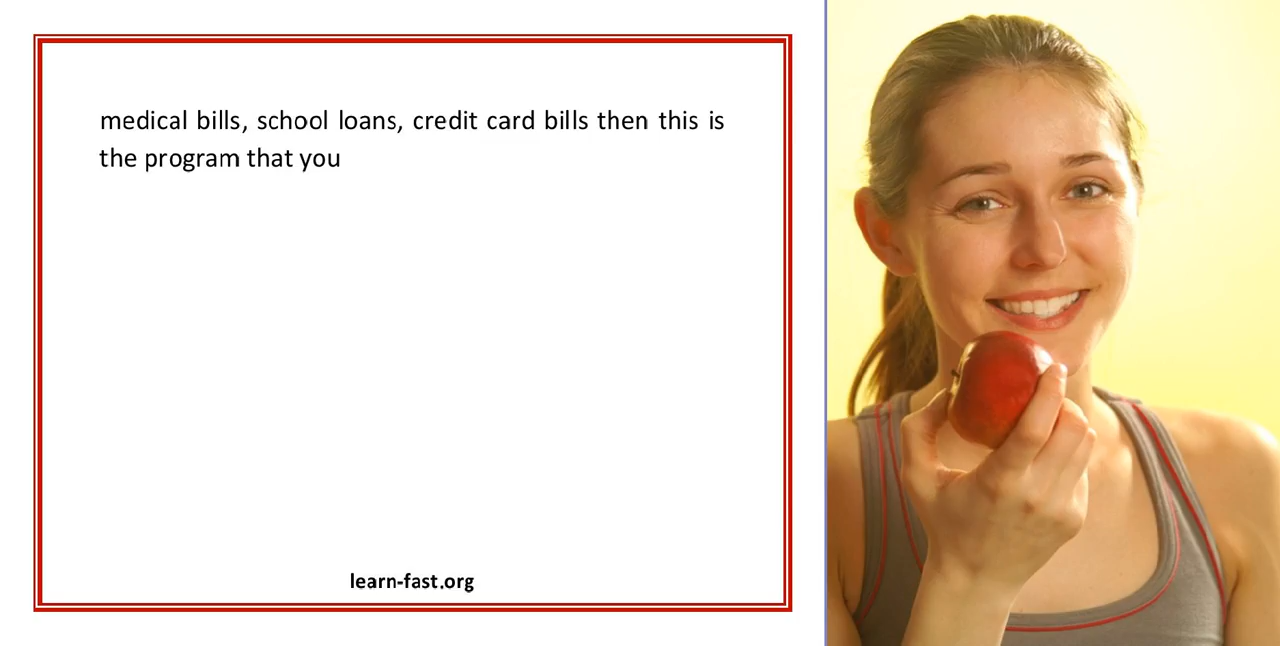 medical bills, school loans, credit card bills then this is
the program that you
learn-fast.org